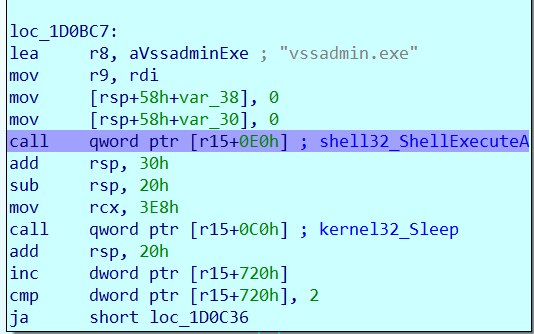 loc_1D0BC7:
lea r8, aVssadminExe ; "vssadmin.exe"
mov r9, rdi
mov [rsp+58h+var_38], 0
mov [rsp+58h+var_30], 0
call qword ptr [r15+0E0h] ; shell32_ShellExecuteA
add rsp, 30h
sub rsp, 20h
mov rcx, 3E8h
call qword ptr [r15+0C0h] ; kernel32_Sleep
add rsp, 20h
inc dword ptr [r15+720h]
cmp dword ptr [r15+720h], 2
ja short loc_1D0C36